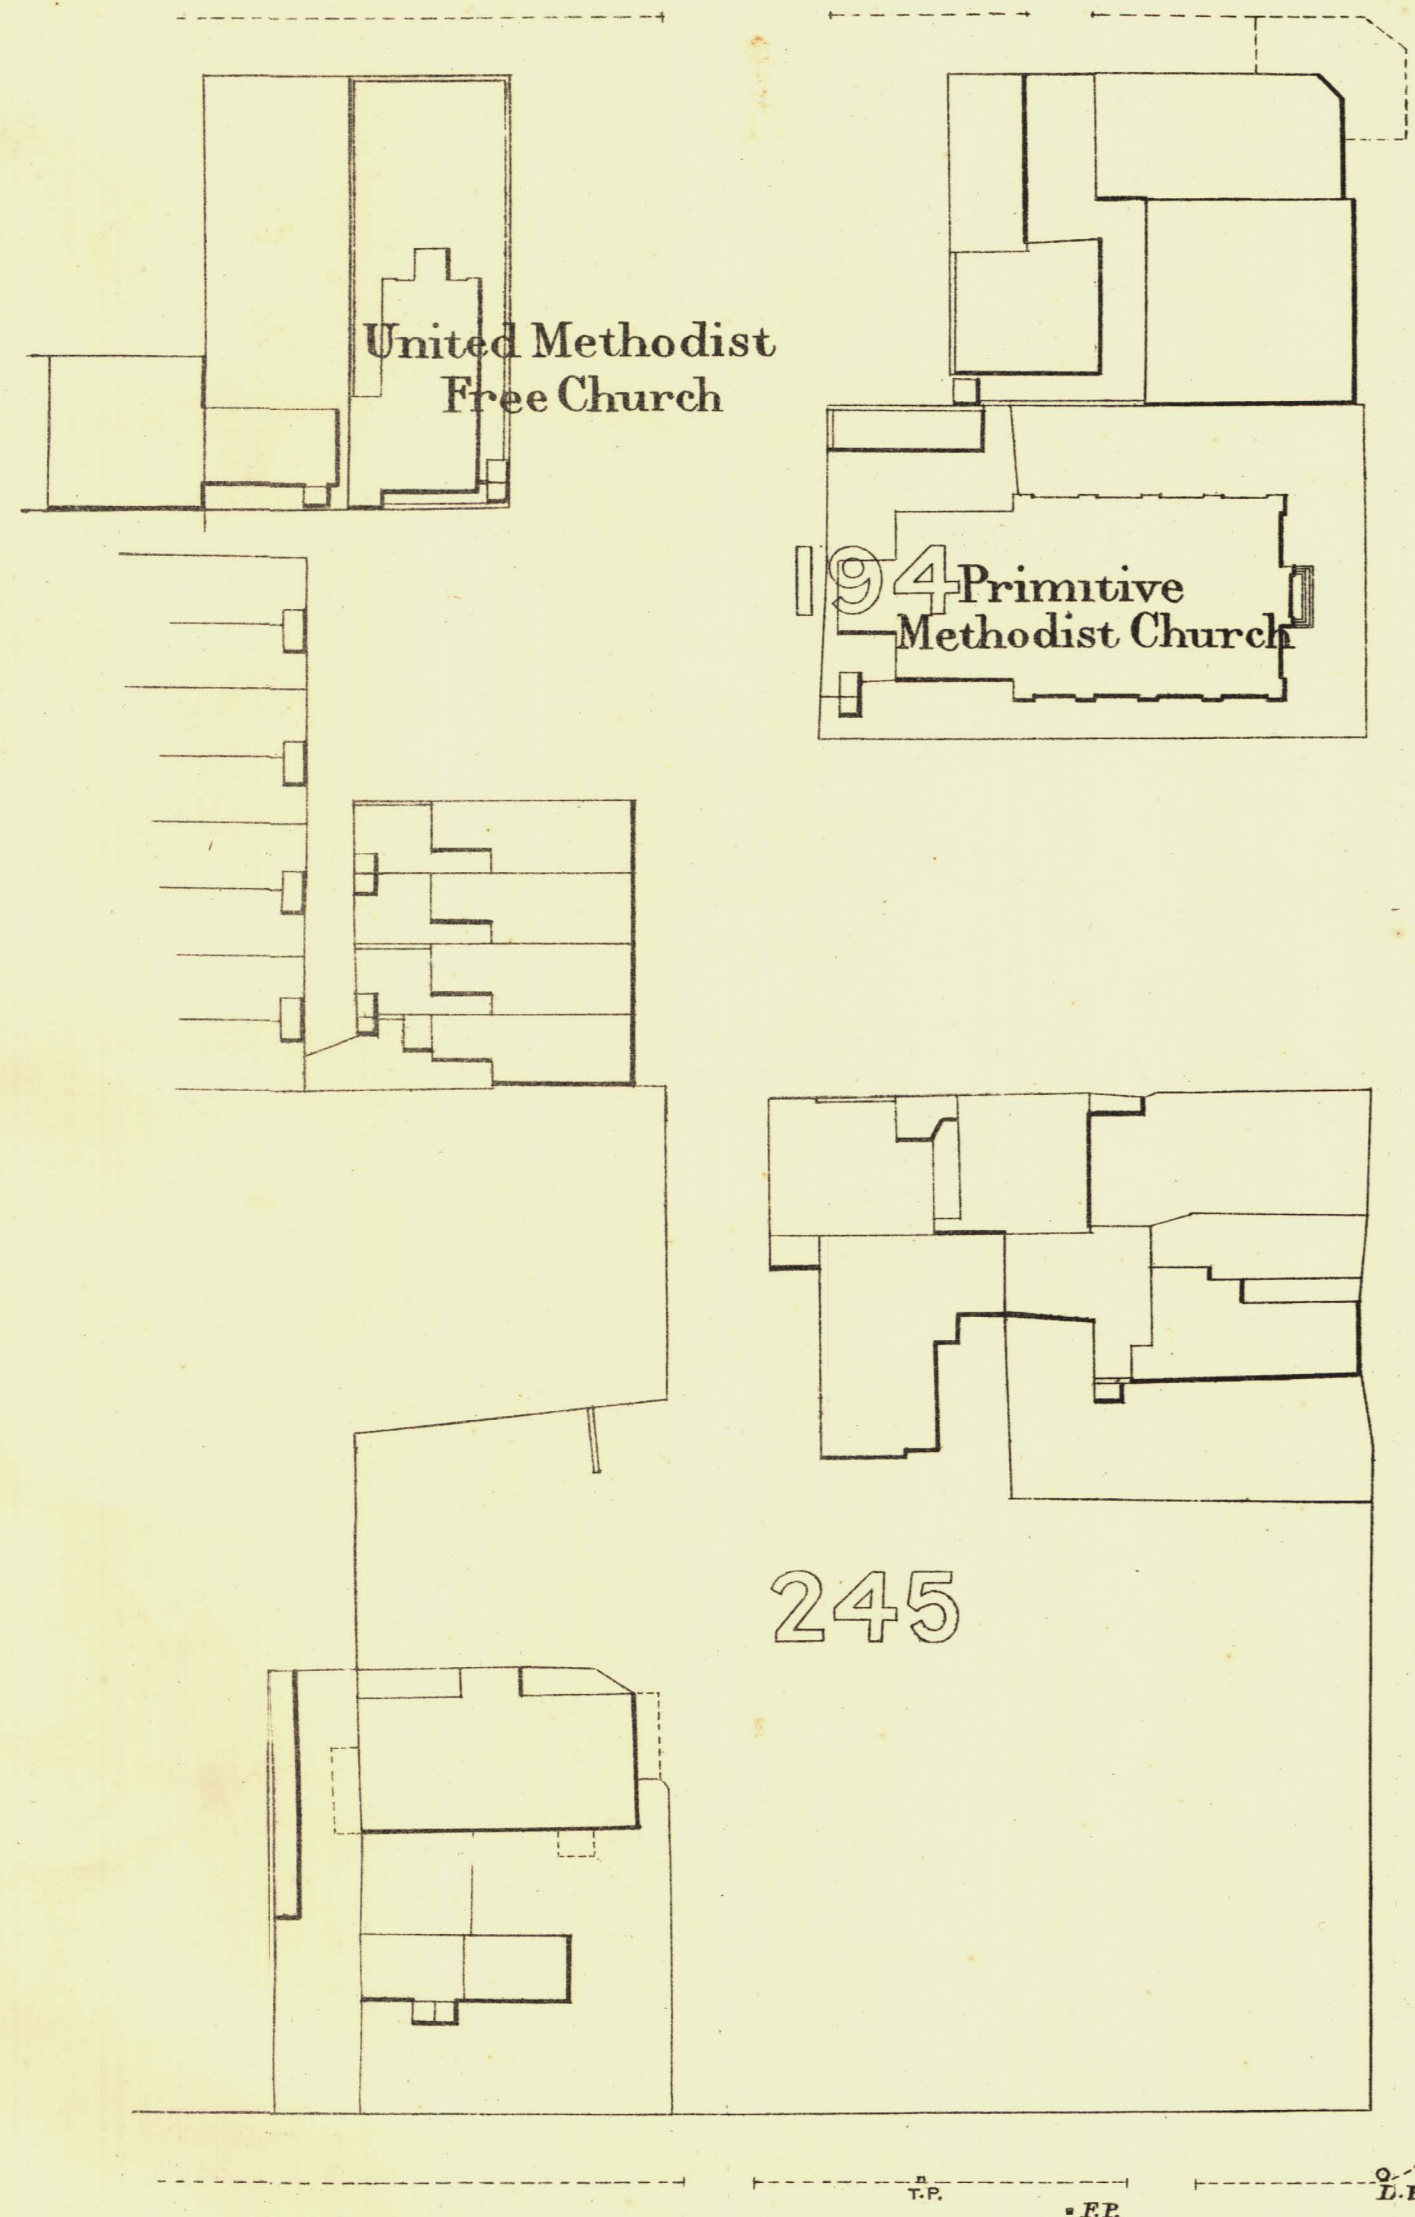 United Methodist
Free Church
194
Primitive
Methodist Church
245
T.P.
F.P.